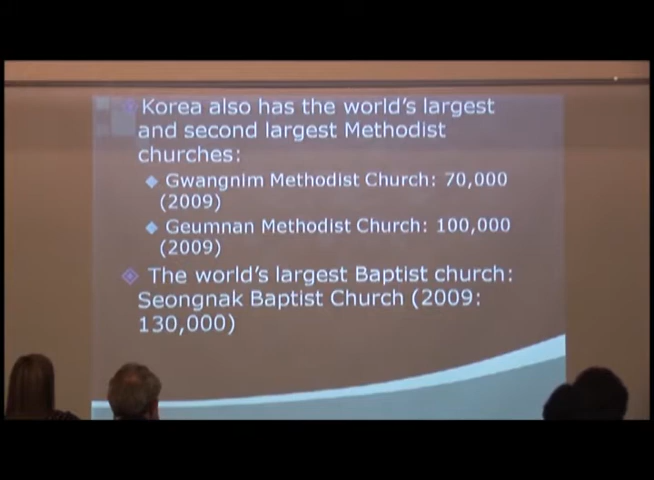 Korea also has the world's largest
and second largest Methodist
churches:
Gwangnim Methodist Church: 70,000
(2009)
Geumnan Methodist Church: 100,000
(2009)
The world's largest Baptist church:
Seongnak Baptist Church (2009:
130,000)